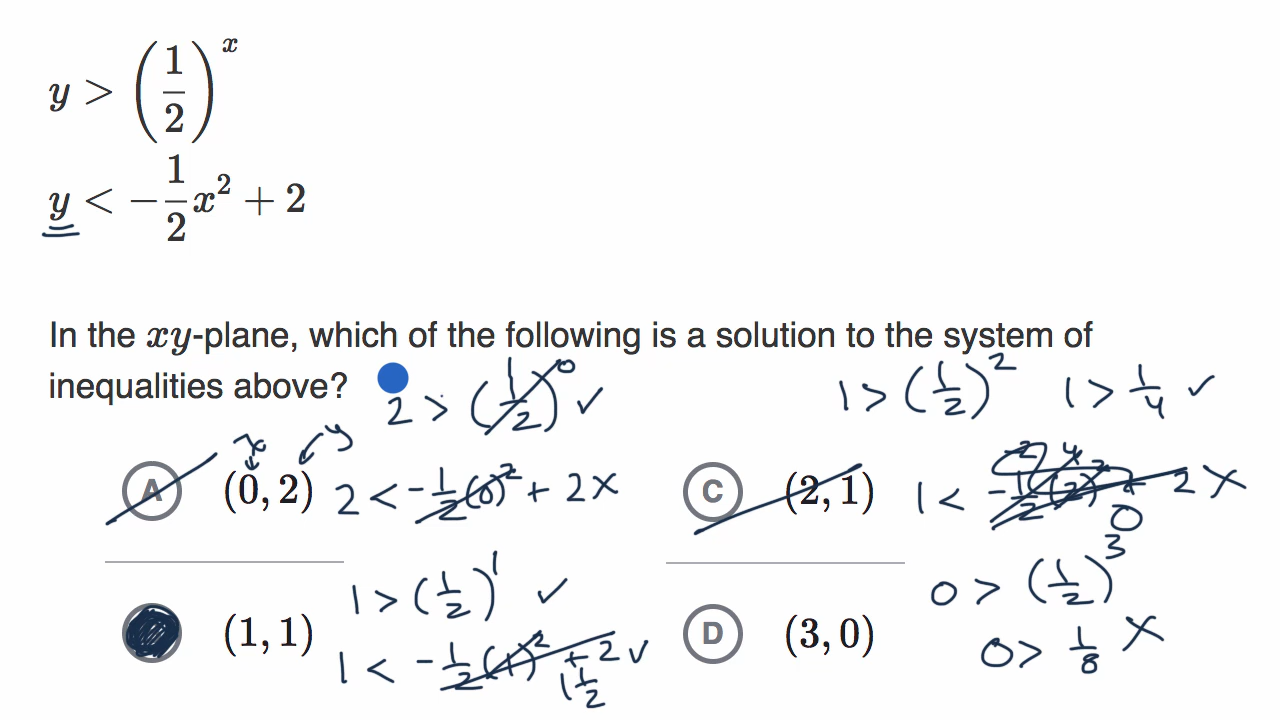 y > (1/2)^x
y < -1/2 x² + 2
In the xy-plane, which of the following is a solution to the system of
inequalities above?
2 > (1/2)^0 ✓
1 > (1/2)^2
1 > 1/4 ✓
x y
A (0, 2)
2 < -1/2 (0)² + 2 X
C (2, 1)
1 < -1/2 (2)² + 2 X
-2 4
0
(1, 1)
1 > (1/2)^1 ✓
1 < -1/2 (1)² + 2 ✓
1 1/2
D (3, 0)
0 > (1/2)^3
0 > 1/8 X